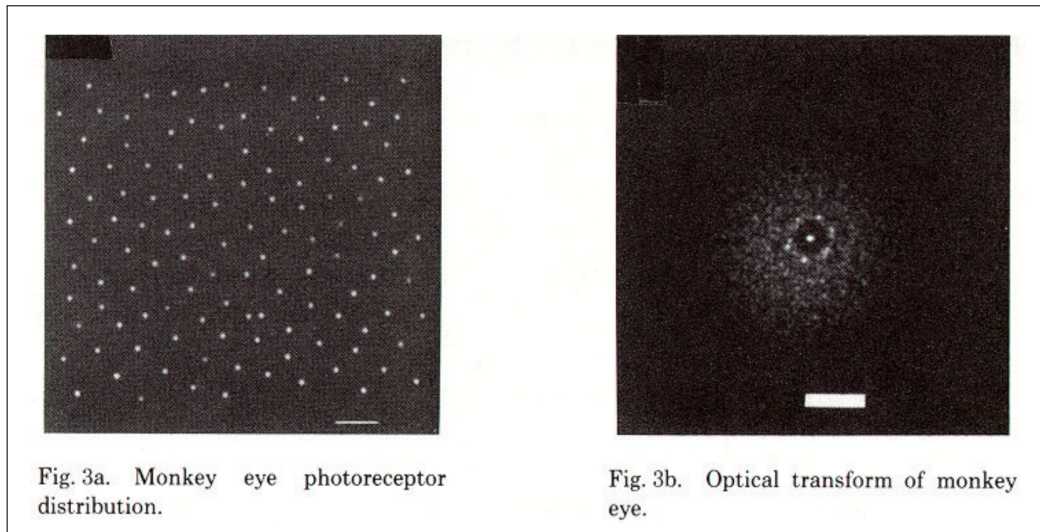 Fig. 3a. Monkey eye photoreceptor
distribution.
Fig. 3b. Optical transform of monkey
eye.